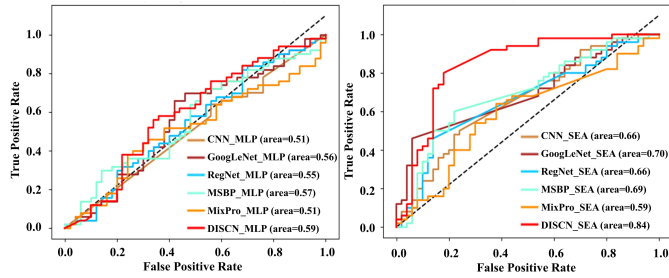 1.0
0.8
0.6
0.4
0.2
0.0
True Positive Rate
CNN_MLP (area=0.51)
GoogLeNet_MLP (area=0.56)
RegNet_MLP (area=0.55)
MSBP_MLP (area=0.57)
MixPro_MLP (area=0.51)
DISCN_MLP (area=0.59)
0.0 0.2 0.4 0.6 0.8 1.0
False Positive Rate
1.0
0.8
0.6
0.4
0.2
0.0
True Positive Rate
CNN_SEA (area=0.66)
GoogLeNet_SEA (area=0.70)
RegNet_SEA (area=0.66)
MSBP_SEA (area=0.69)
MixPro_SEA (area=0.59)
DISCN_SEA (area=0.84)
0.0 0.2 0.4 0.6 0.8 1.0
False Positive Rate